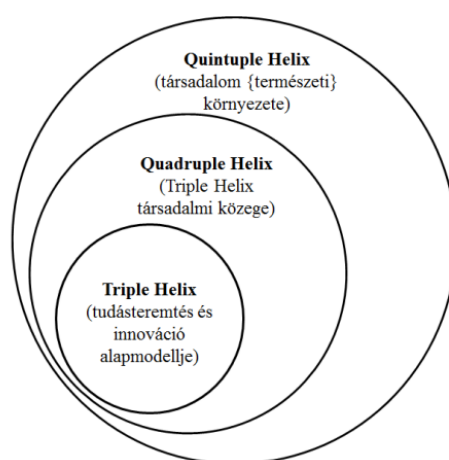 Quintuple Helix
(társadalom {természeti}
környezete)
Quadruple Helix
(Triple Helix
társadalmi közege)
Triple Helix
(tudásteremtés és
innováció
alapmodellje)